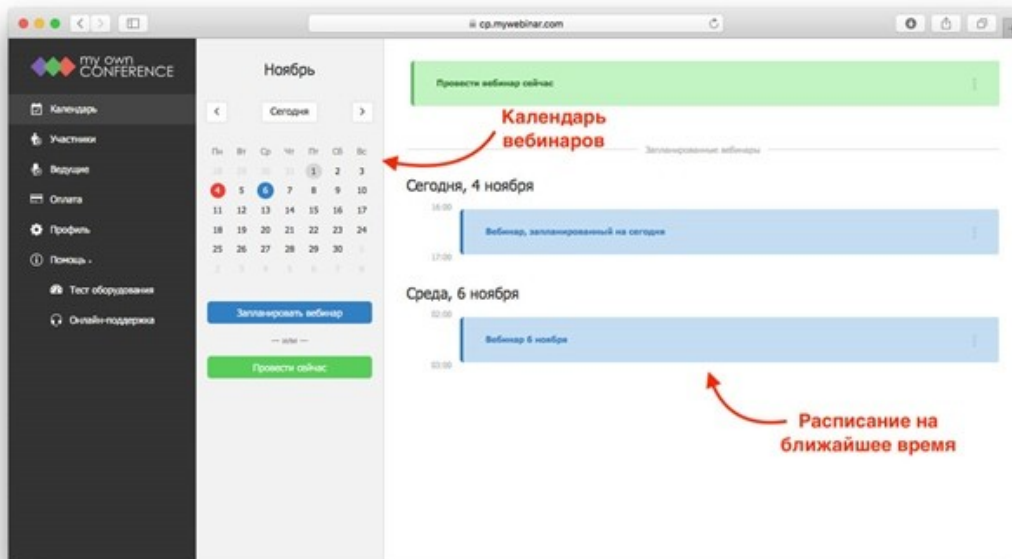 cp.mywebinar.com
my own
CONFERENCE
Календарь
Участники
Ведущие
Оплата
Профиль
Помощь
Тест оборудования
Онлайн-поддержка
Ноябрь
Сегодня
Пн Вт Ср Чт Пт Сб Вс
28 29 30 31 1 2 3
4 5 6 7 8 9 10
11 12 13 14 15 16 17
18 19 20 21 22 23 24
25 26 27 28 29 30 1
2 3 4 5 6 7 8
Запланировать вебинар
— или —
Провести сейчас
Провести вебинар сейчас
Календарь
вебинаров
Запланированные вебинары
Сегодня, 4 ноября
16:00
Вебинар, запланированный на сегодня
17:00
Среда, 6 ноября
02:00
Вебинар 6 ноября
03:00
Расписание на
ближайшее время